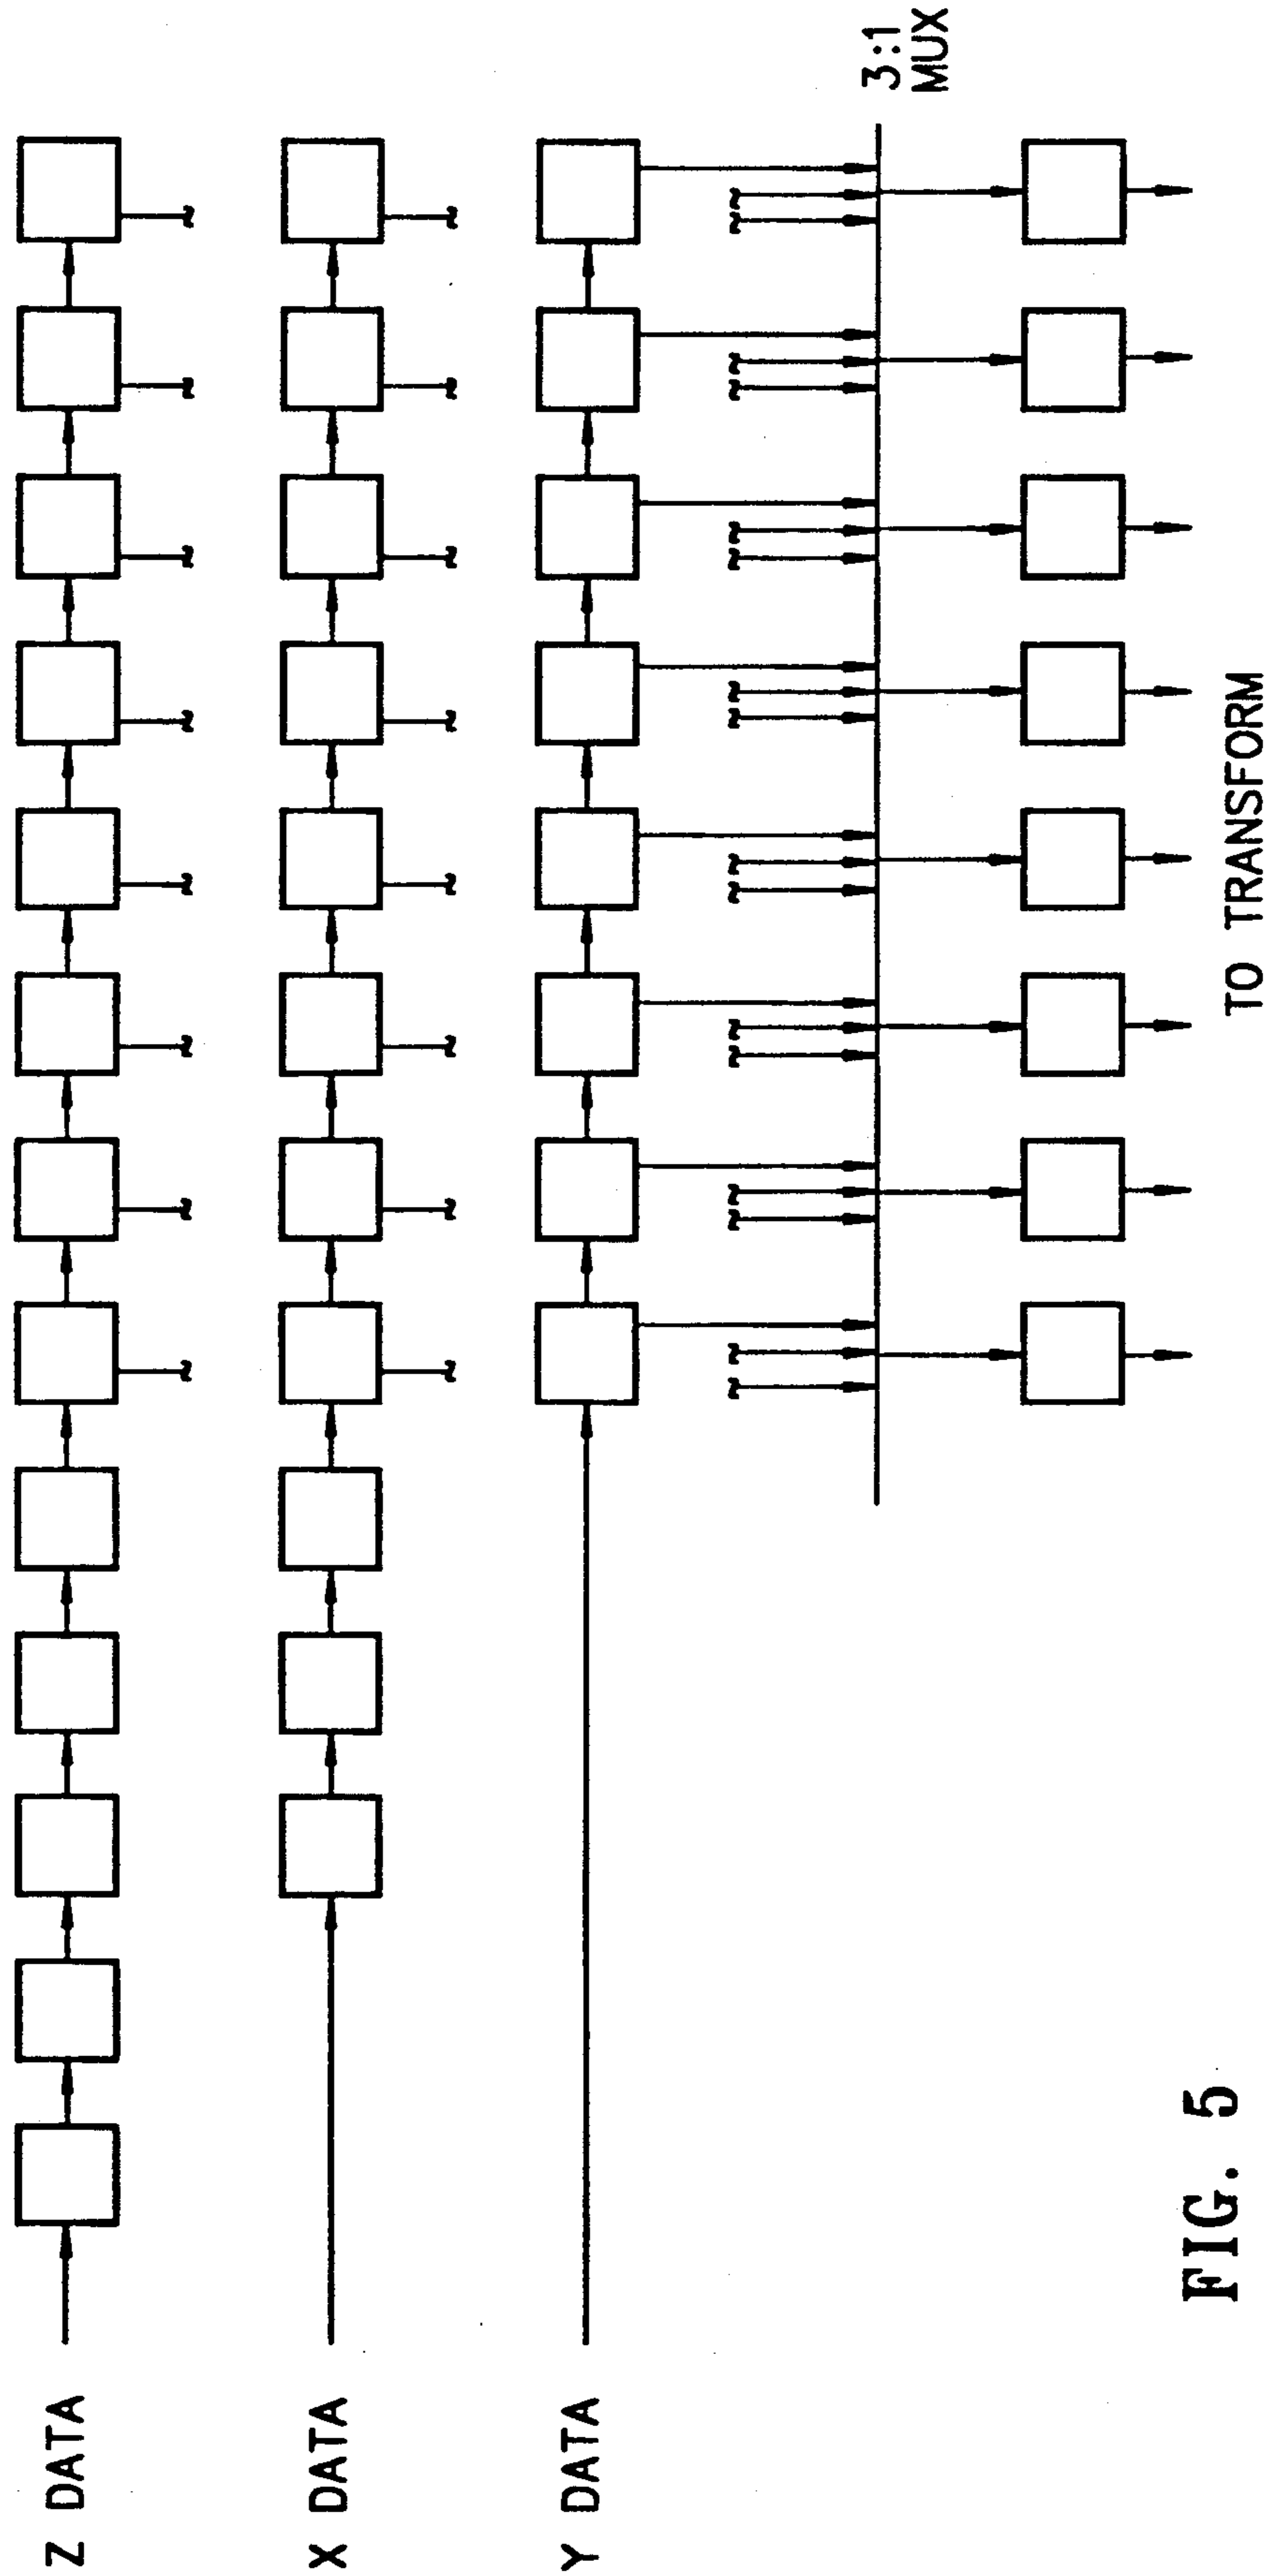 Z DATA
X DATA
Y DATA
3:1
MUX
TO TRANSFORM
FIG. 5